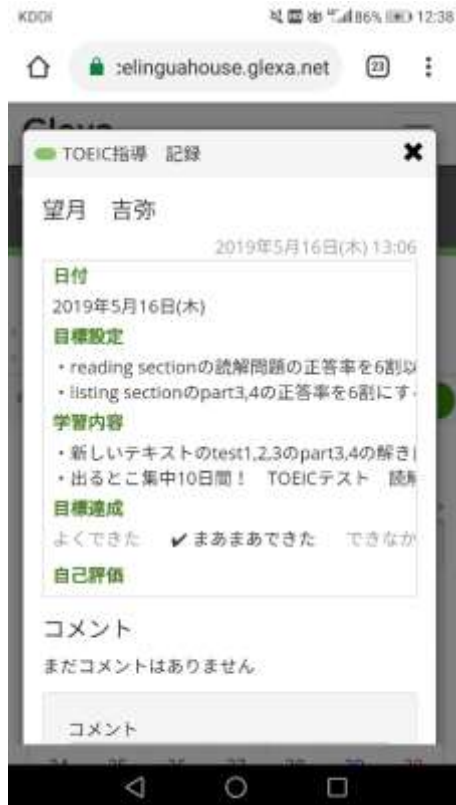 KDDI 86% 12:38
elinguahouse.glexa.net 23
Glexa
TOEIC指導 記録
望月 吉弥
2019年5月16日(木) 13:06
日付
2019年5月16日(木)
目標設定
・reading sectionの読解問題の正答率を6割以
・listing sectionのpart3,4の正答率を6割にす
学習内容
・新しいテキストのtest1,2,3のpart3,4の解き
・出るとこ集中10日間! TOEICテスト 読解
目標達成
よくできた ✔まあまあできた できなか
自己評価
コメント
まだコメントはありません
コメント